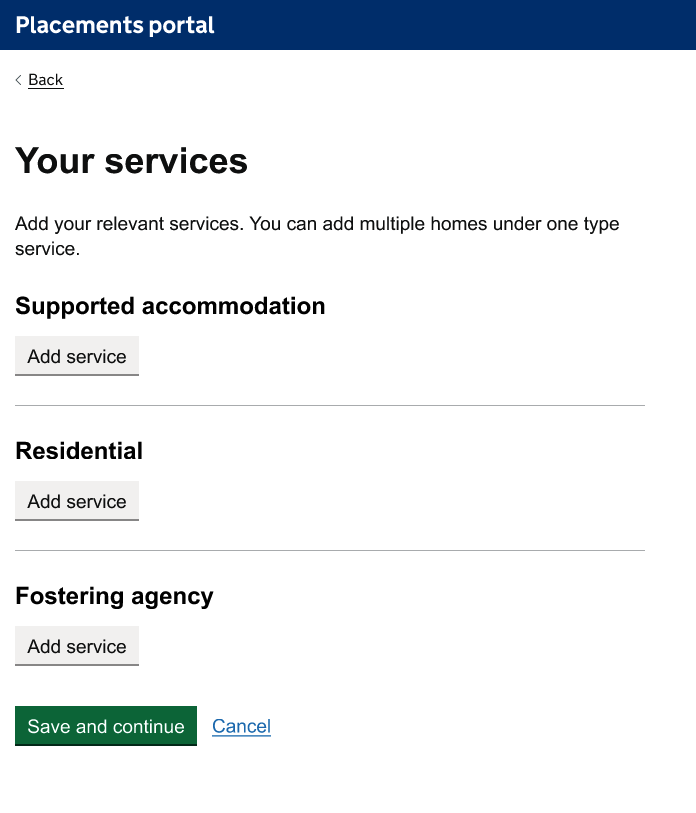 Placements portal
Back
Your services
Add your relevant services. You can add multiple homes under one type
service.
Supported accommodation
Add service
Residential
Add service
Fostering agency
Add service
Save and continue Cancel